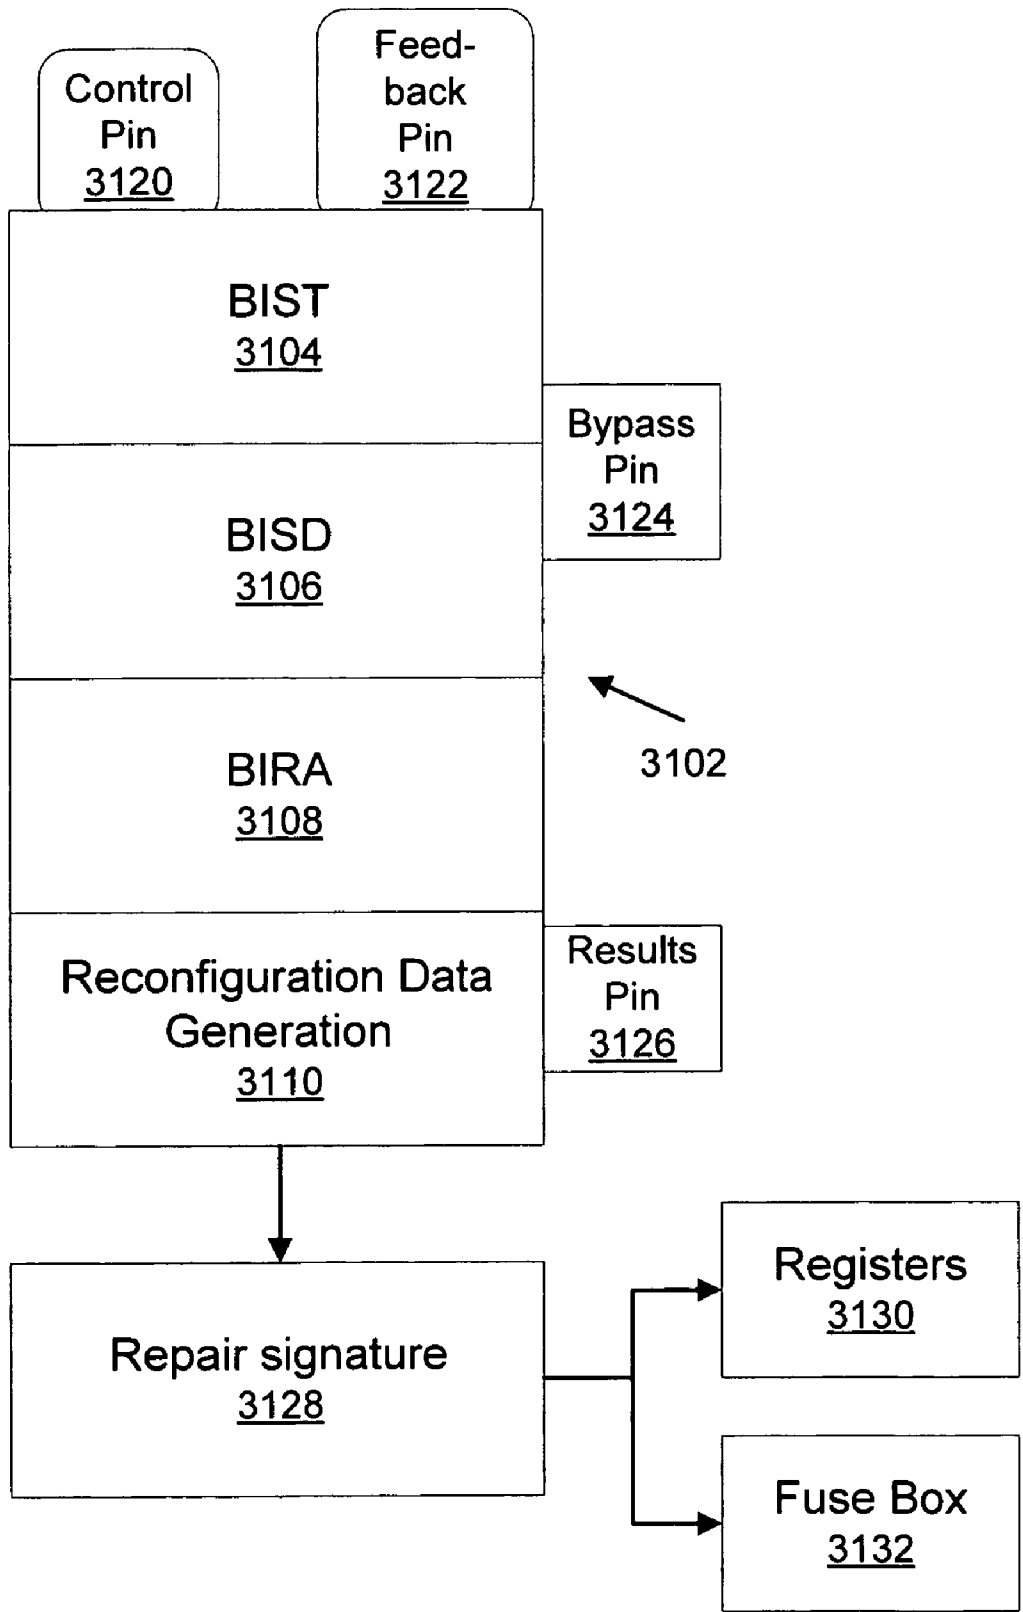 Control
Pin
3120
Feed-
back
Pin
3122
BIST
3104
Bypass
Pin
3124
BISD
3106
3102
BIRA
3108
Reconfiguration Data
Generation
3110
Results
Pin
3126
Repair signature
3128
Registers
3130
Fuse Box
3132